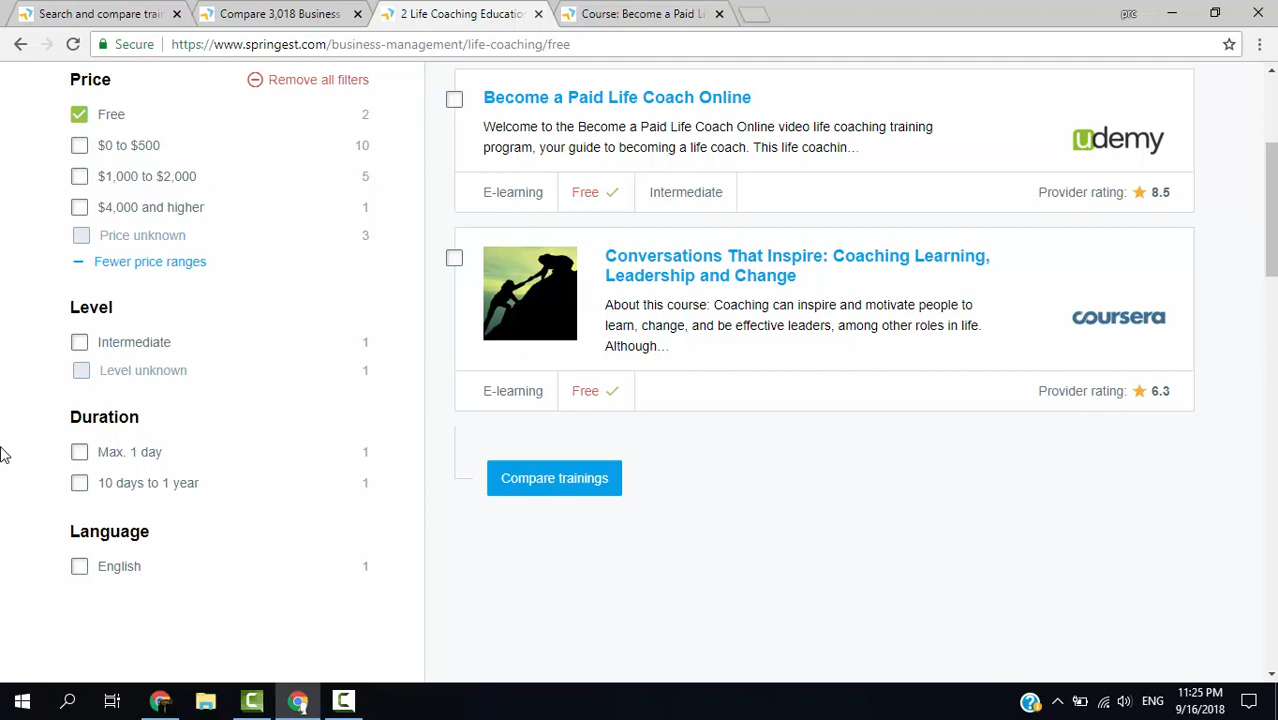 Search and compare trai
Compare 3,018 Business
2 Life Coaching Educatio
Course: Become a Paid L
prc
Secure
https://www.springest.com/business-management/life-coaching/free
Price
Remove all filters
Free 2
$0 to $500 10
$1,000 to $2,000 5
$4,000 and higher 1
Price unknown 3
Fewer price ranges
Level
Intermediate 1
Level unknown 1
Duration
Max. 1 day 1
10 days to 1 year 1
Language
English 1
Become a Paid Life Coach Online
Welcome to the Become a Paid Life Coach Online video life coaching training
program, your guide to becoming a life coach. This life coachin…
udemy
E-learning Free Intermediate Provider rating: 8.5
Conversations That Inspire: Coaching Learning,
Leadership and Change
About this course: Coaching can inspire and motivate people to
learn, change, and be effective leaders, among other roles in life.
Although…
coursera
E-learning Free Provider rating: 6.3
Compare trainings
ENG
11:25 PM
9/16/2018